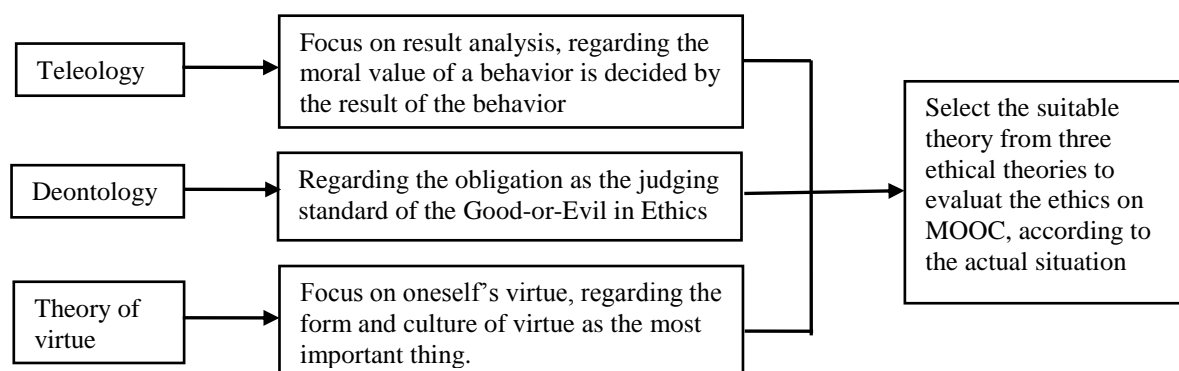 Teleology
Focus on result analysis, regarding the
moral value of a behavior is decided by
the result of the behavior
Deontology
Regarding the obligation as the judging
standard of the Good-or-Evil in Ethics
Theory of
virtue
Focus on oneself’s virtue, regarding the
form and culture of virtue as the most
important thing.
Select the suitable
theory from three
ethical theories to
evaluat the ethics on
MOOC, according to
the actual situation